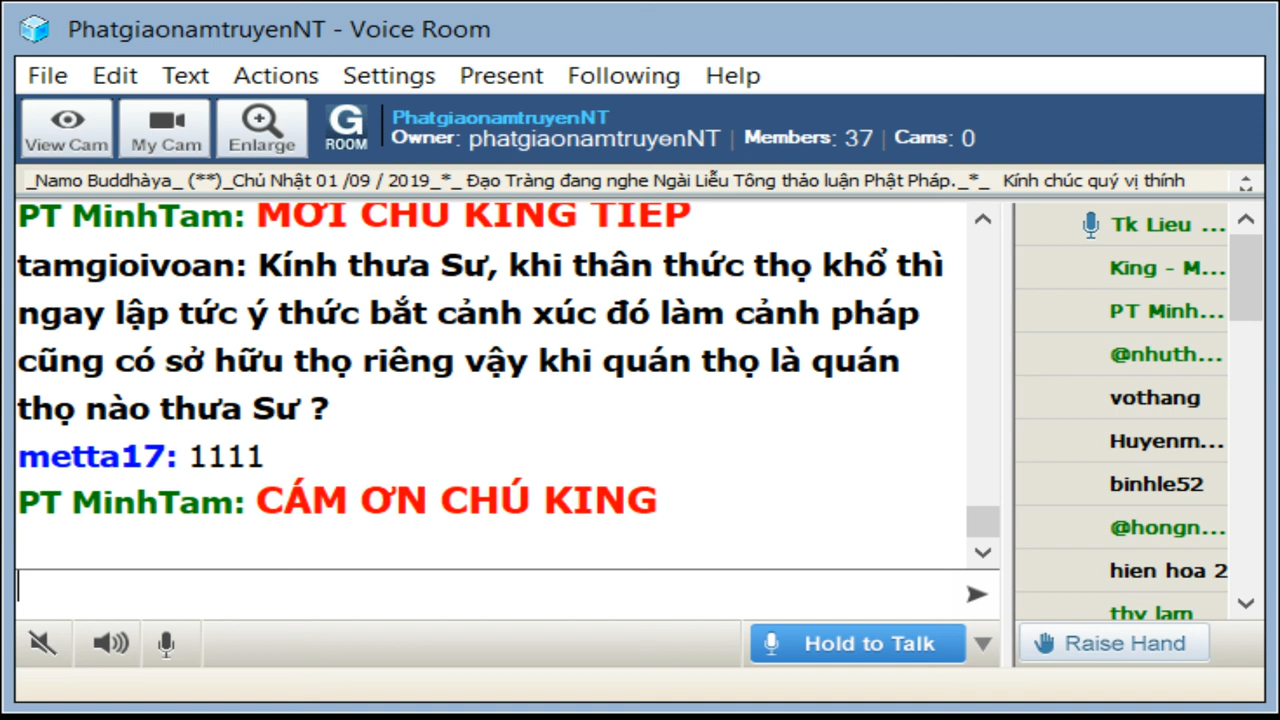 PhatgiaonamtruyenNT - Voice Room
File Edit Text Actions Settings Present Following Help
View Cam My Cam Enlarge G ROOM
PhatgiaonamtruyenNT
Owner: phatgiaonamtruyenNT | Members: 37 | Cams: 0
_Namo Buddhàya_ (**)_Chủ Nhật 01 /09 / 2019_*_ Đạo Tràng đang nghe Ngài Liễu Tông thảo luận Phật Pháp._*_ Kính chúc quý vị thính
PT MinhTam: MỜI CHÚ KING TIẾP
tamgioivoan: Kính thưa Sư, khi thân thức thọ khổ thì
ngay lập tức ý thức bắt cảnh xúc đó làm cảnh pháp
cũng có sở hữu thọ riêng vậy khi quán thọ là quán
thọ nào thưa Sư ?
metta17: 1111
PT MinhTam: CÁM ƠN CHÚ KING
Tk Lieu ...
King - M...
PT Minh...
@nhuth...
vothang
Huyenm...
binhle52
@hongn...
hien hoa 2
thy lam
Hold to Talk
Raise Hand